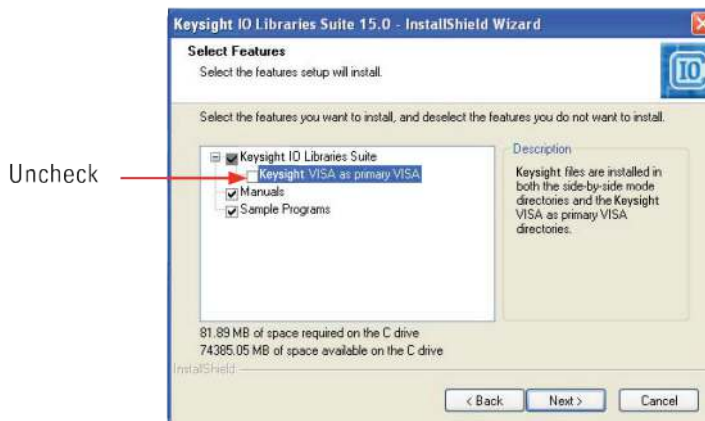 Keysight IO Libraries Suite 15.0 - InstallShield Wizard
Select Features
Select the features setup will install.
IO
Select the features you want to install, and deselect the features you do not want to install.
Keysight IO Libraries Suite
Uncheck
Keysight VISA as primary VISA
Manuals
Sample Programs
Description
Keysight files are installed in
both the side-by-side mode
directories and the Keysight
VISA as primary VISA
directories.
81.89 MB of space required on the C drive
74385.05 MB of space available on the C drive
InstallShield
< Back
Next >
Cancel